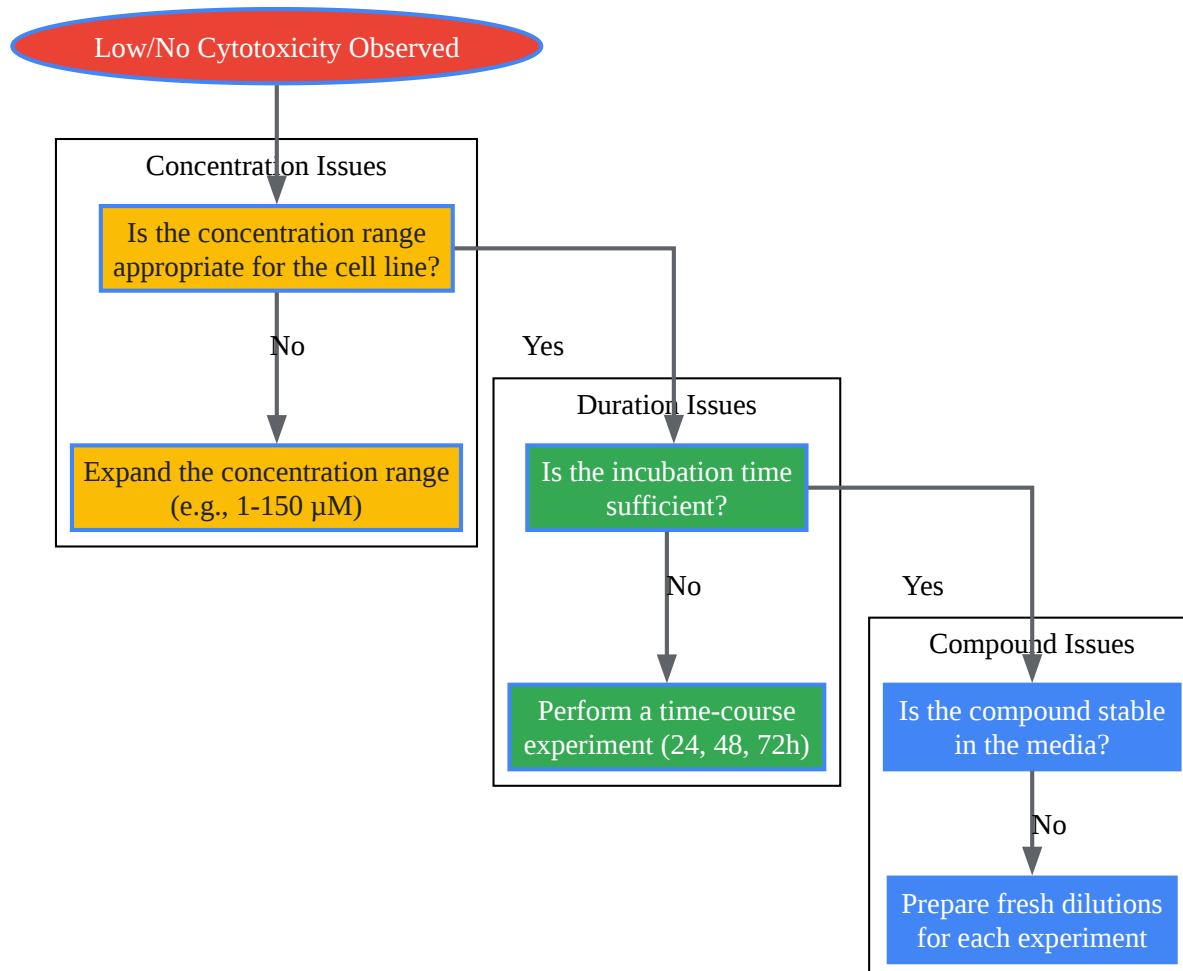 Low/No Cytotoxicity Observed
Concentration Issues
Is the concentration range
appropriate for the cell line?
No
Yes
Expand the concentration range
(e.g., 1-150 µM)
Duration Issues
Is the incubation time
sufficient?
No
Yes
Perform a time-course
experiment (24, 48, 72h)
Compound Issues
Is the compound stable
in the media?
No
Prepare fresh dilutions
for each experiment